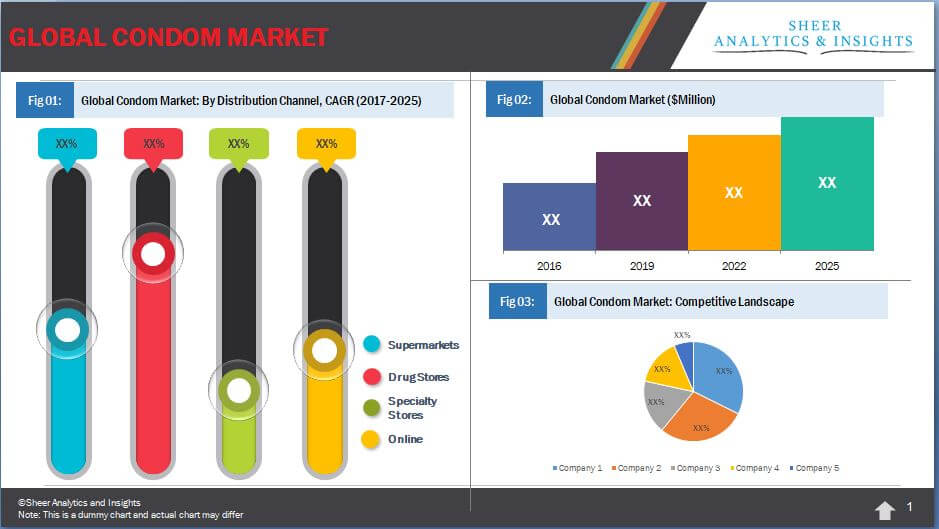 GLOBAL CONDOM MARKET
SHEER
ANALYTICS & INSIGHTS
Fig 01:
Global Condom Market: By Distribution Channel, CAGR (2017-2025)
XX%
XX%
XX%
XX%
Supermarkets
Drug Stores
Specialty
Stores
Online
Fig 02:
Global Condom Market ($Million)
XX
XX
XX
XX
2016
2019
2022
2025
Fig 03:
Global Condom Market: Competitive Landscape
XX%
XX%
XX%
XX%
XX%
Company 1
Company 2
Company 3
Company 4
Company 5
©Sheer Analytics and Insights
Note: This is a dummy chart and actual chart may differ
1